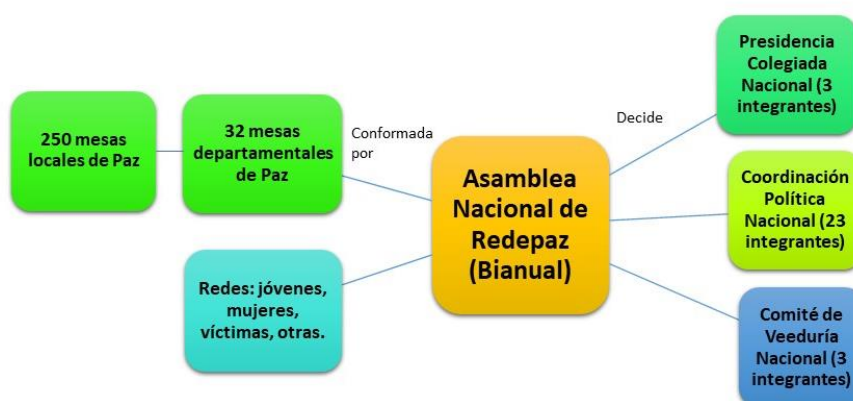 250 mesas
locales de Paz
32 mesas
departamentales
de Paz
Conformada
por
Redes: jóvenes,
mujeres,
víctimas, otras.
Asamblea
Nacional de
Redepaz
(Bianual)
Decide
Presidencia
Colegiada
Nacional (3
integrantes)
Coordinación
Política
Nacional (23
integrantes)
Comité de
Veeduría
Nacional (3
integrantes)